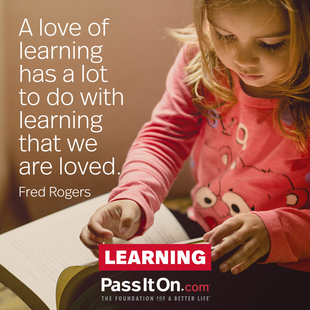 A love of
learning
has a lot
to do with
learning
that we
are loved.
Fred Rogers
LEARNING
PassItOn.com®
THE FOUNDATION FOR A BETTER LIFE®